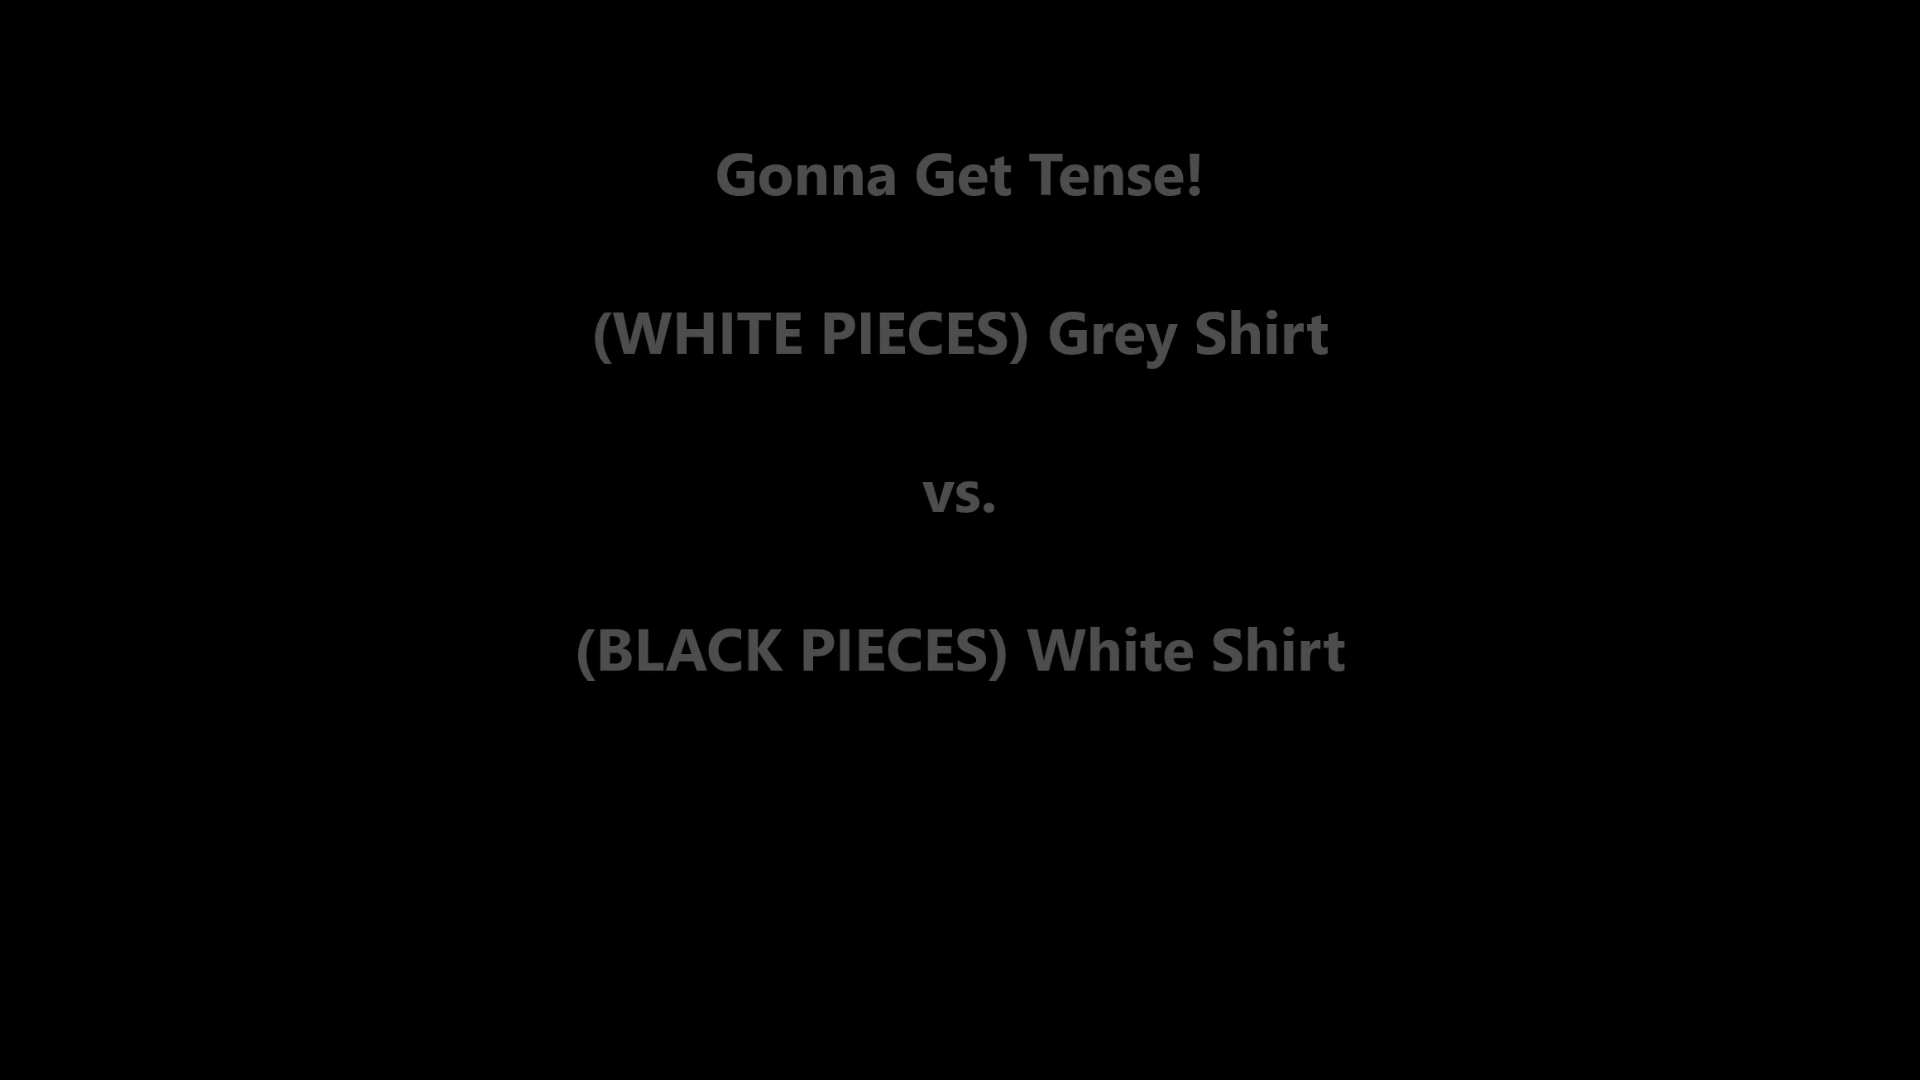 Gonna Get Tense!
(WHITE PIECES) Grey Shirt
vs.
(BLACK PIECES) White Shirt